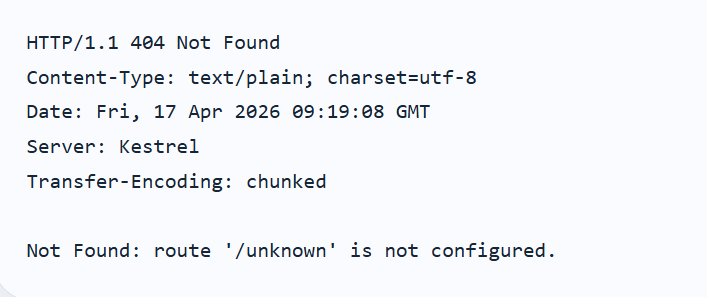 HTTP/1.1 404 Not Found
Content-Type: text/plain; charset=utf-8
Date: Fri, 17 Apr 2026 09:19:08 GMT
Server: Kestrel
Transfer-Encoding: chunked

Not Found: route '/unknown' is not configured.